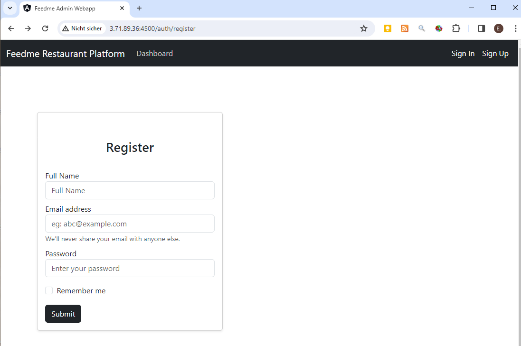 Feedme Admin Webapp
Nicht sicher 3.71.89.36:4500/auth/register
E
Feedme Restaurant Platform Dashboard Sign In Sign Up
Register
Full Name
Full Name
Email address
eg: abc@example.com
We'll never share your email with anyone else.
Password
Enter your password
Remember me
Submit